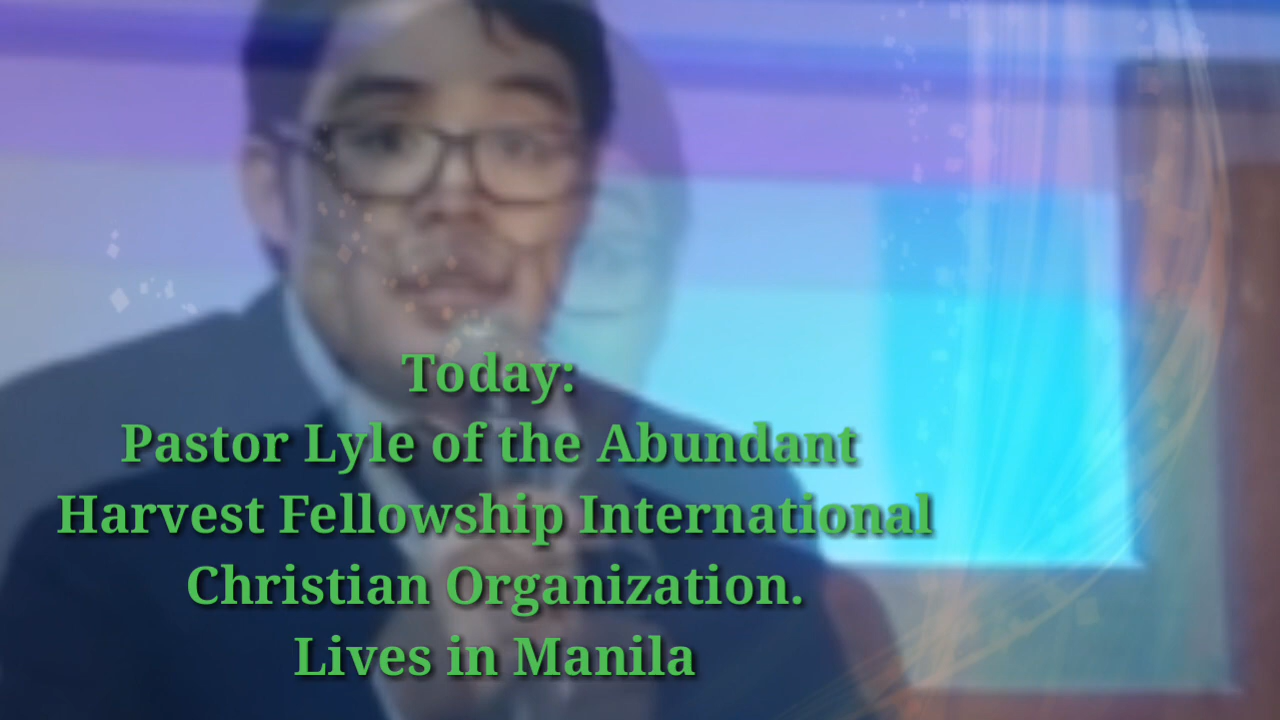 Today:
Pastor Lyle of the Abundant
Harvest Fellowship International
Christian Organization.
Lives in Manila